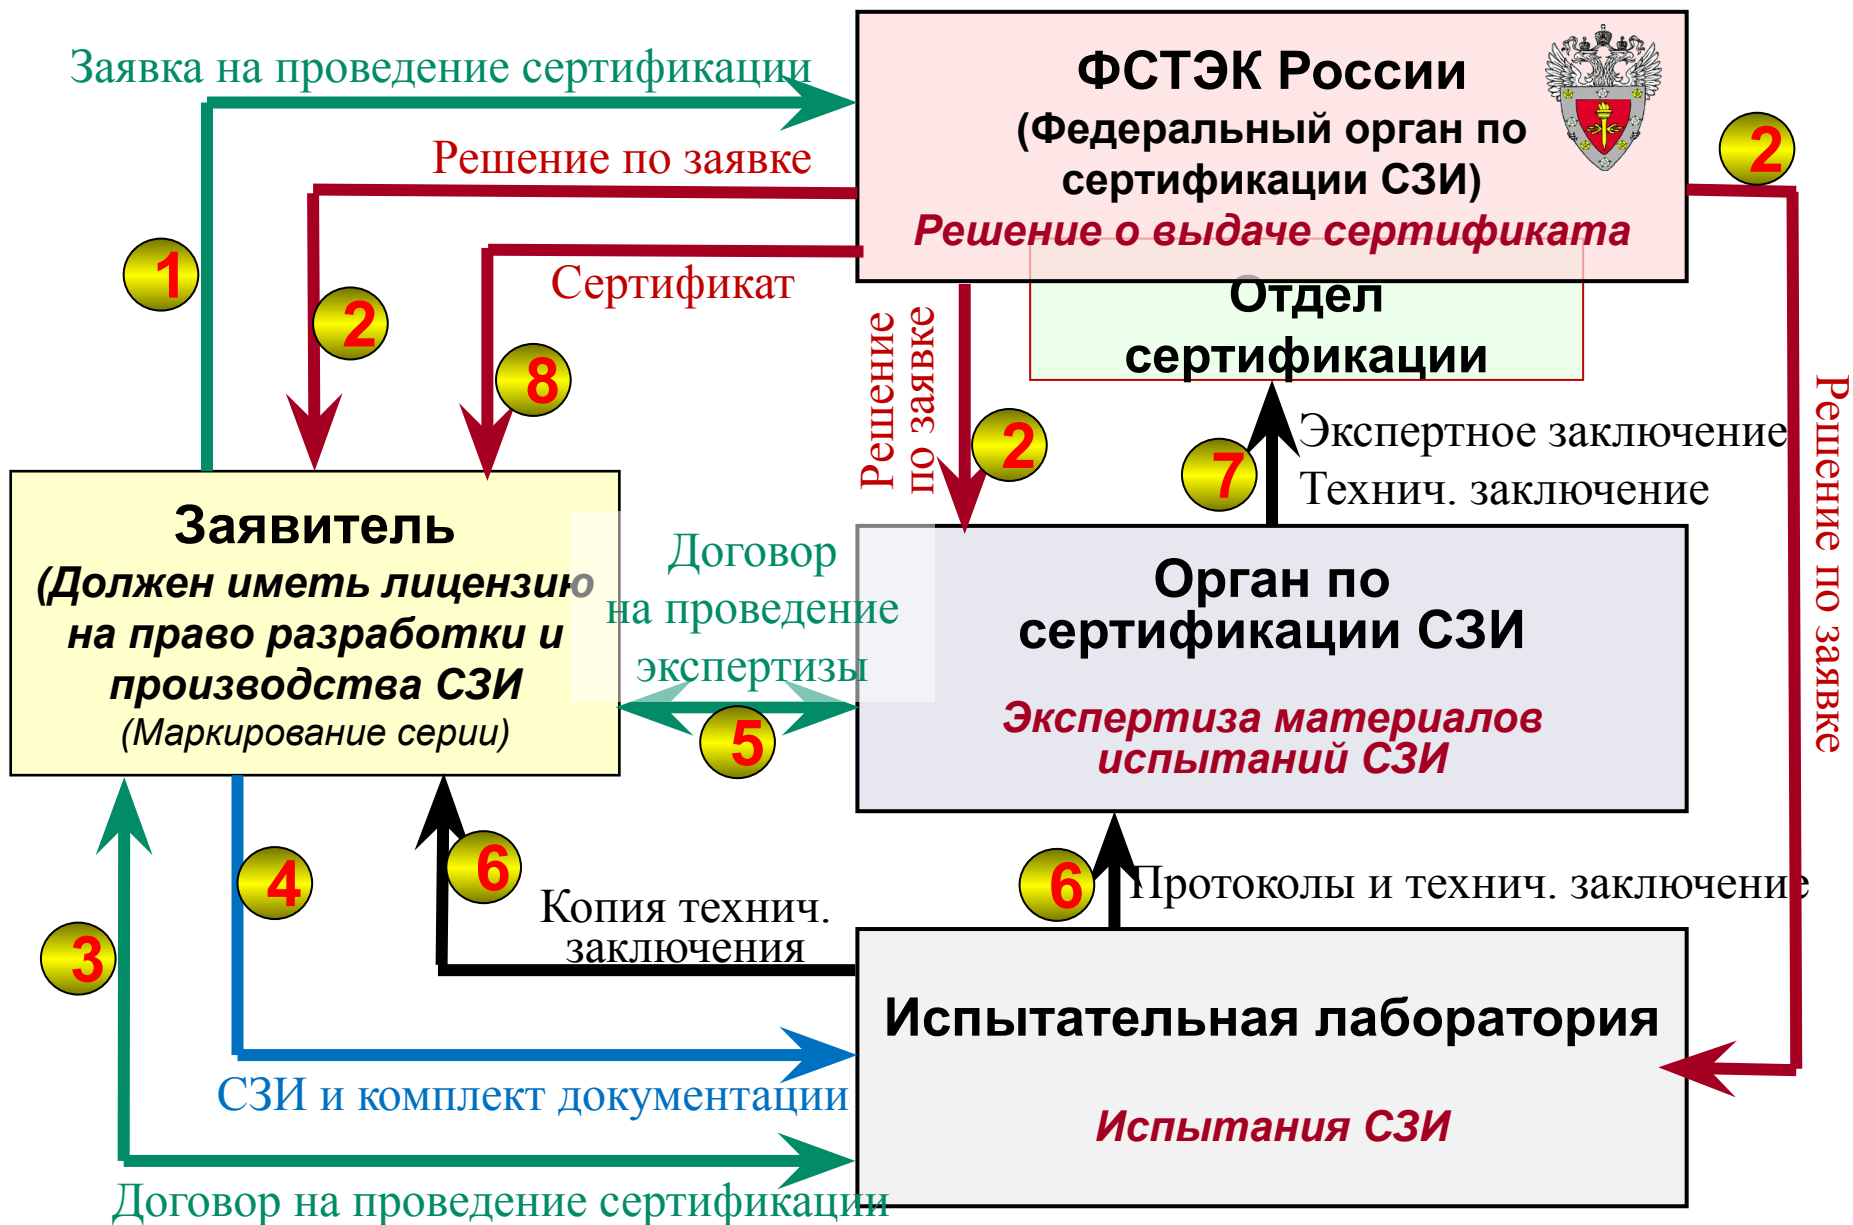 Заявка на проведение сертификации
ФСТЭК России
(Федеральный орган по
сертификации СЗИ)
Решение о выдаче сертификата
Решение по заявке
2
1
Сертификат
Отдел
сертификации
2
8
Решение
по заявке
2
7
Экспертное заключение
Технич. заключение
Решение по заявке
Заявитель
(Должен иметь лицензию
на право разработки и
производства СЗИ
(Маркирование серии)
Договор
на проведение
экспертизы
5
Орган по
сертификации СЗИ
Экспертиза материалов
испытаний СЗИ
3
4
6
Копия технич.
заключения
6
Протоколы и технич. заключение
Испытательная лаборатория
Испытания СЗИ
СЗИ и комплект документации
Договор на проведение сертификации